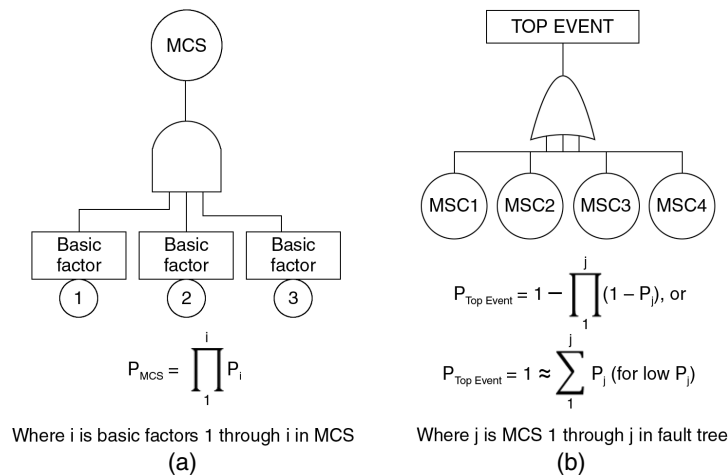 MCS
Basic factor
1
Basic factor
2
Basic factor
3
P_MCS = ∏ i 1 P_i
Where i is basic factors 1 through i in MCS
(a)
TOP EVENT
MSC1
MSC2
MSC3
MSC4
P_Top Event = 1 − ∏ j 1 (1 − P_j), or
P_Top Event = 1 ≈ ∑ j 1 P_j (for low P_j)
Where j is MCS 1 through j in fault tree
(b)